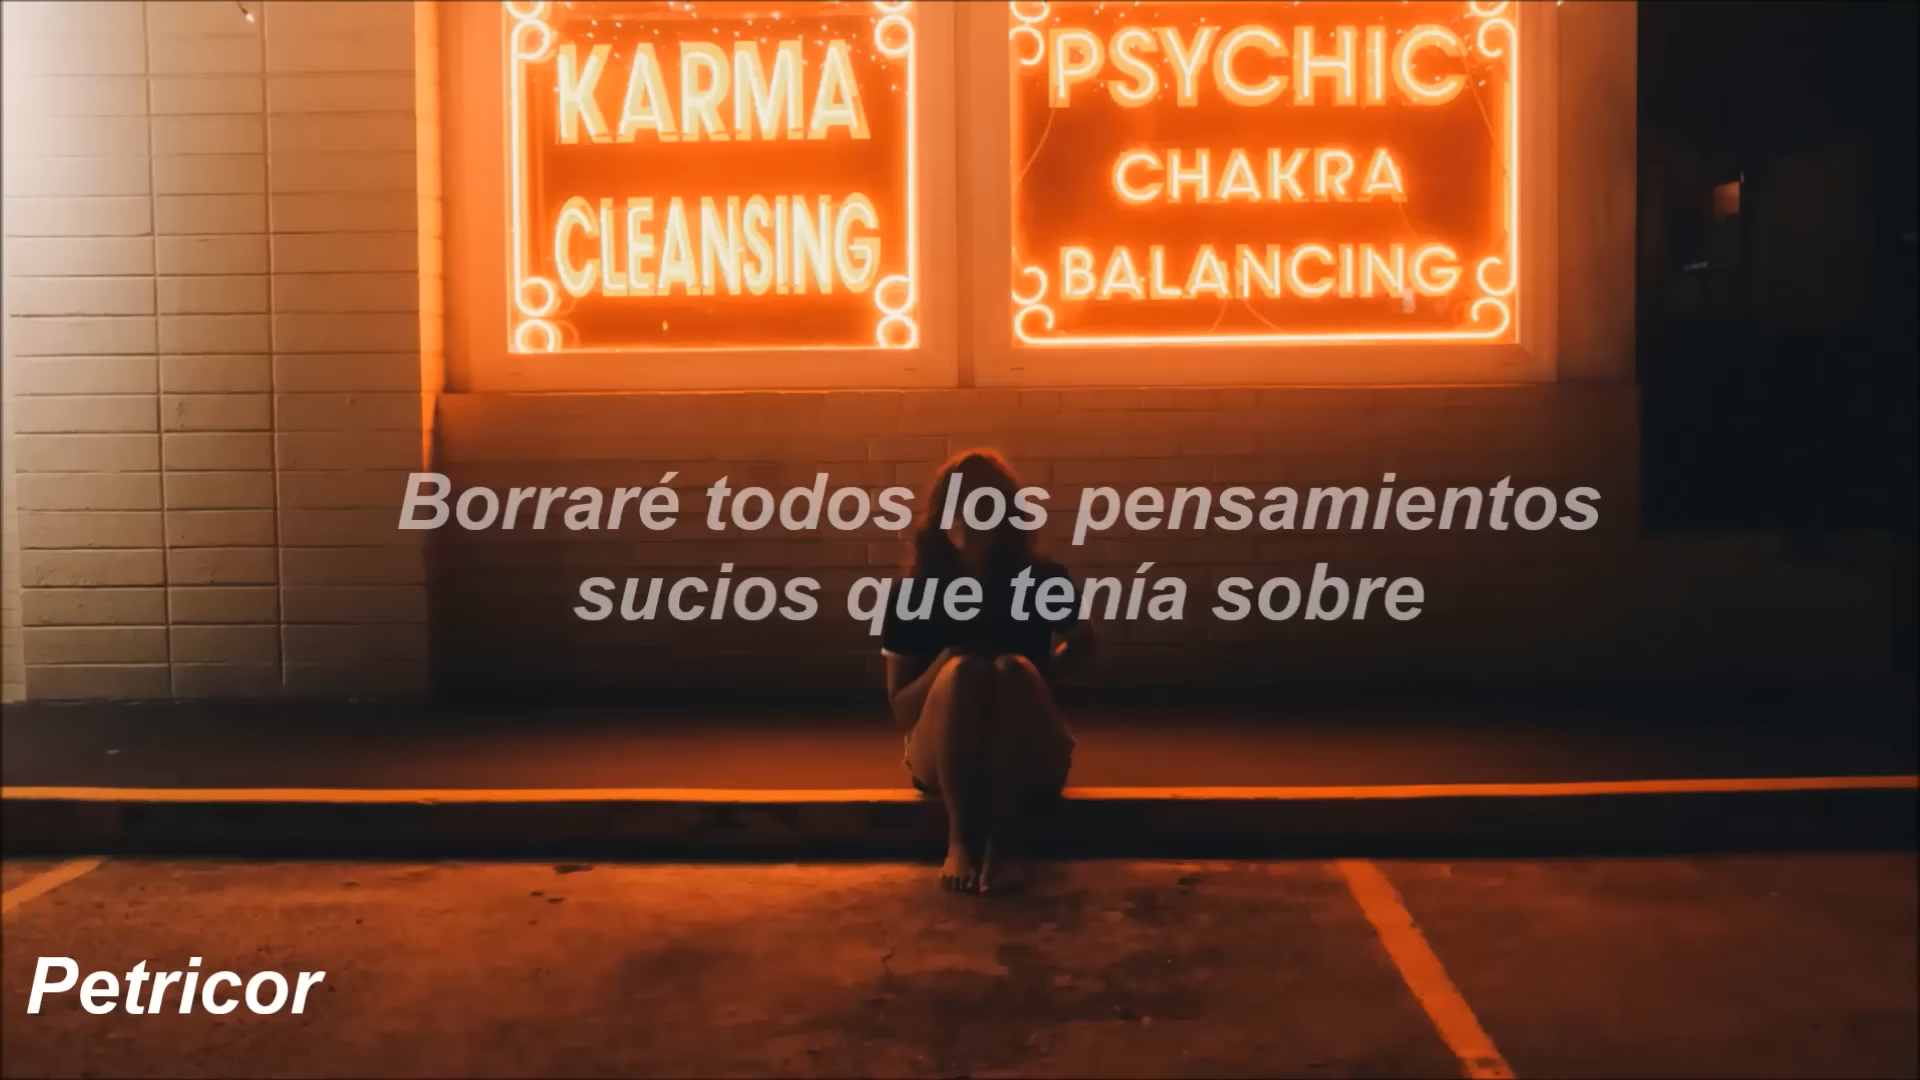 KARMA
CLEANSING
PSYCHIC
CHAKRA
BALANCING
Borraré todos los pensamientos
sucios que tenía sobre
Petricor